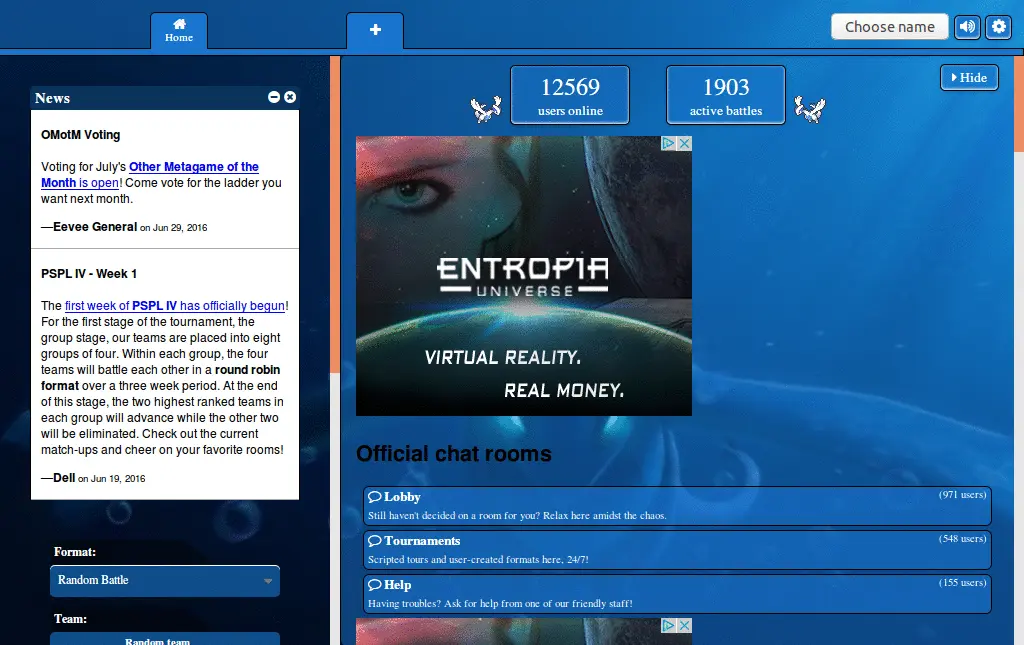 Home
+
Choose name
News
OMotM Voting
Voting for July's Other Metagame of the
Month is open! Come vote for the ladder you
want next month.
—Eevee General on Jun 29, 2016
PSPL IV - Week 1
The first week of PSPL IV has officially begun!
For the first stage of the tournament, the
group stage, our teams are placed into eight
groups of four. Within each group, the four
teams will battle each other in a round robin
format over a three week period. At the end
of this stage, the two highest ranked teams in
each group will advance while the other two
will be eliminated. Check out the current
match-ups and cheer on your favorite rooms!
—Dell on Jun 19, 2016
Format:
Random Battle
Team:
Random team
12569
users online
1903
active battles
Hide
ENTROPIA
UNIVERSE
VIRTUAL REALITY.
REAL MONEY.
Official chat rooms
Lobby (971 users)
Still haven't decided on a room for you? Relax here amidst the chaos.
Tournaments (548 users)
Scripted tours and user-created formats here, 24/7!
Help (155 users)
Having troubles? Ask for help from one of our friendly staff!